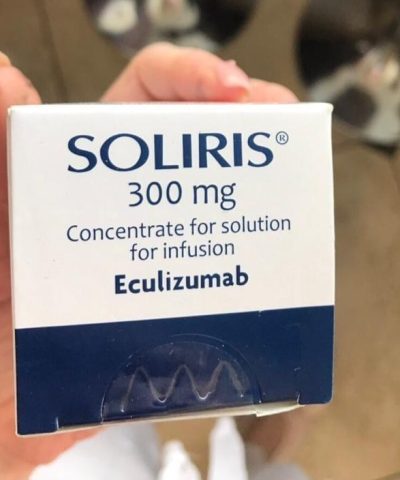 SOLIRIS®
300 mg
Concentrate for solution
for infusion
Eculizumab